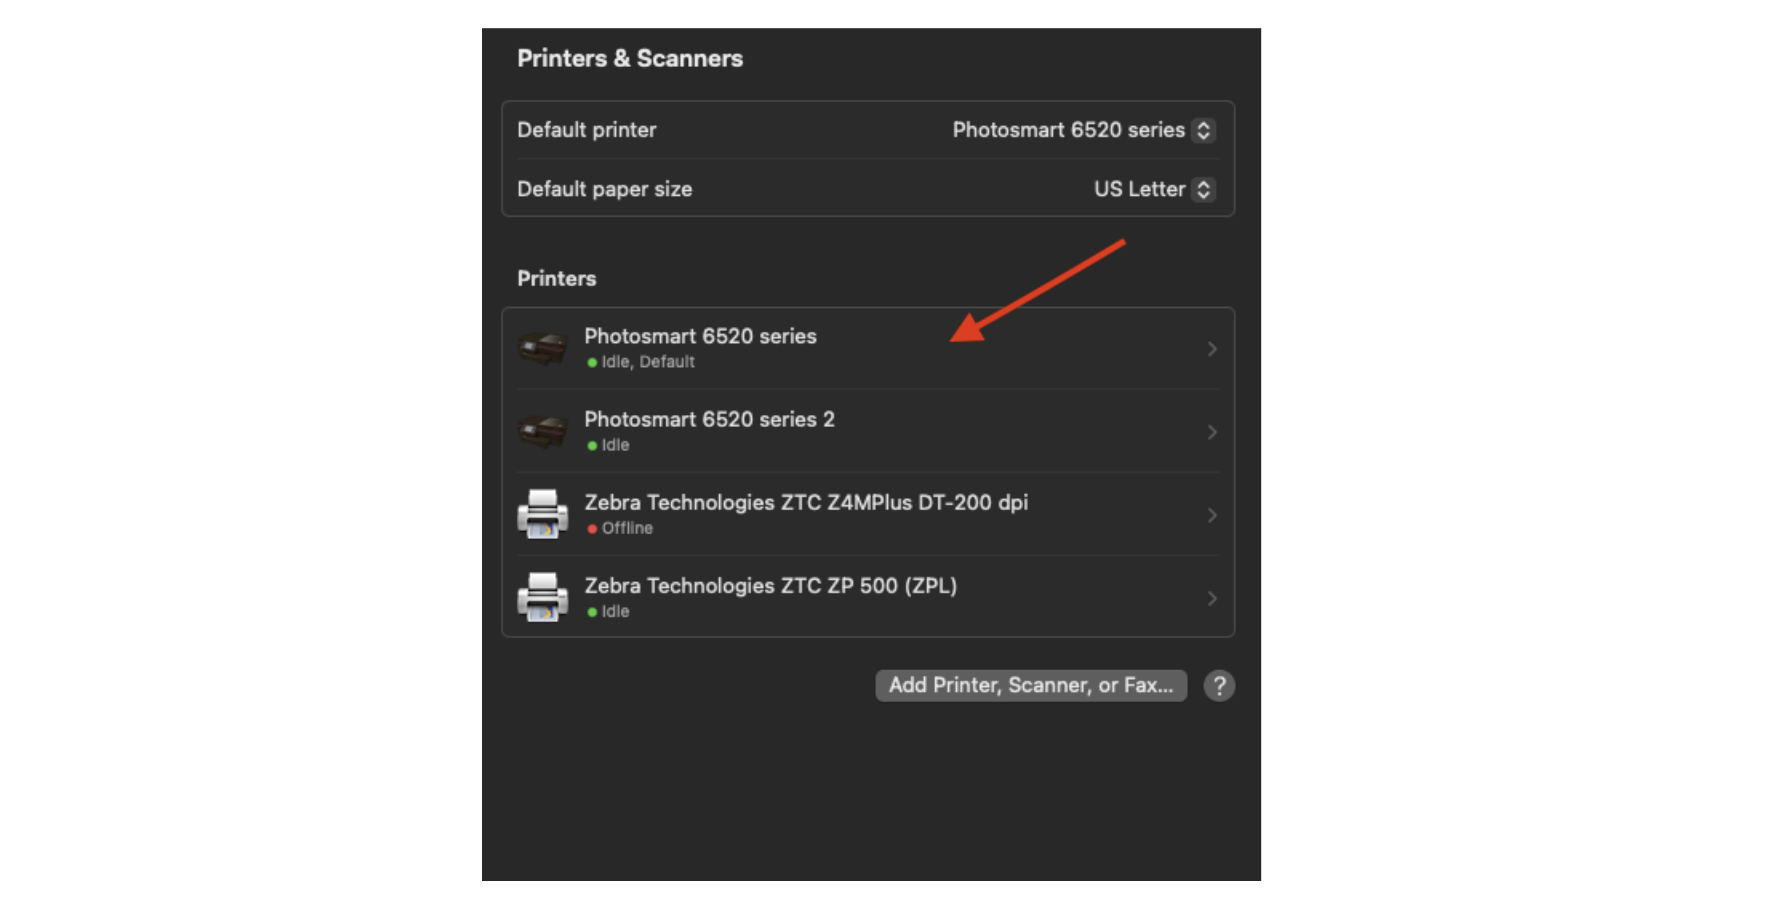 Printers & Scanners
Default printer Photosmart 6520 series
Default paper size US Letter
Printers
Photosmart 6520 series
Idle, Default
Photosmart 6520 series 2
Idle
Zebra Technologies ZTC Z4MPlus DT-200 dpi
Offline
Zebra Technologies ZTC ZP 500 (ZPL)
Idle
Add Printer, Scanner, or Fax... ?